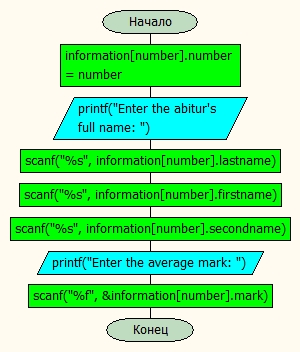 Начало
information[number].number
= number
printf("Enter the abitur's
full name: ")
scanf("%s", information[number].lastname)
scanf("%s", information[number].firstname)
scanf("%s", information[number].secondname)
printf("Enter the average mark: ")
scanf("%f", &information[number].mark)
Конец